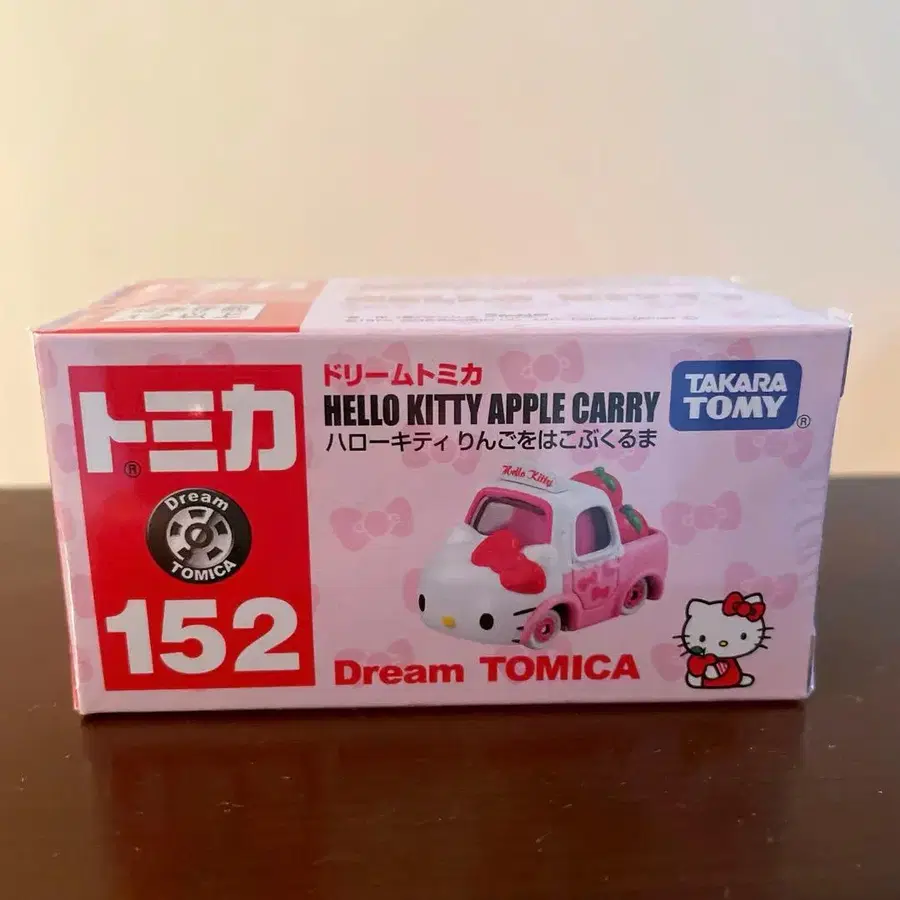 トミカ
®
Dream
TOMICA
152
ドリームトミカ
HELLO KITTY APPLE CARRY
ハローキティ りんごをはこぶくるま
TAKARA
TOMY
®
Hello Kitty
Dream TOMICA